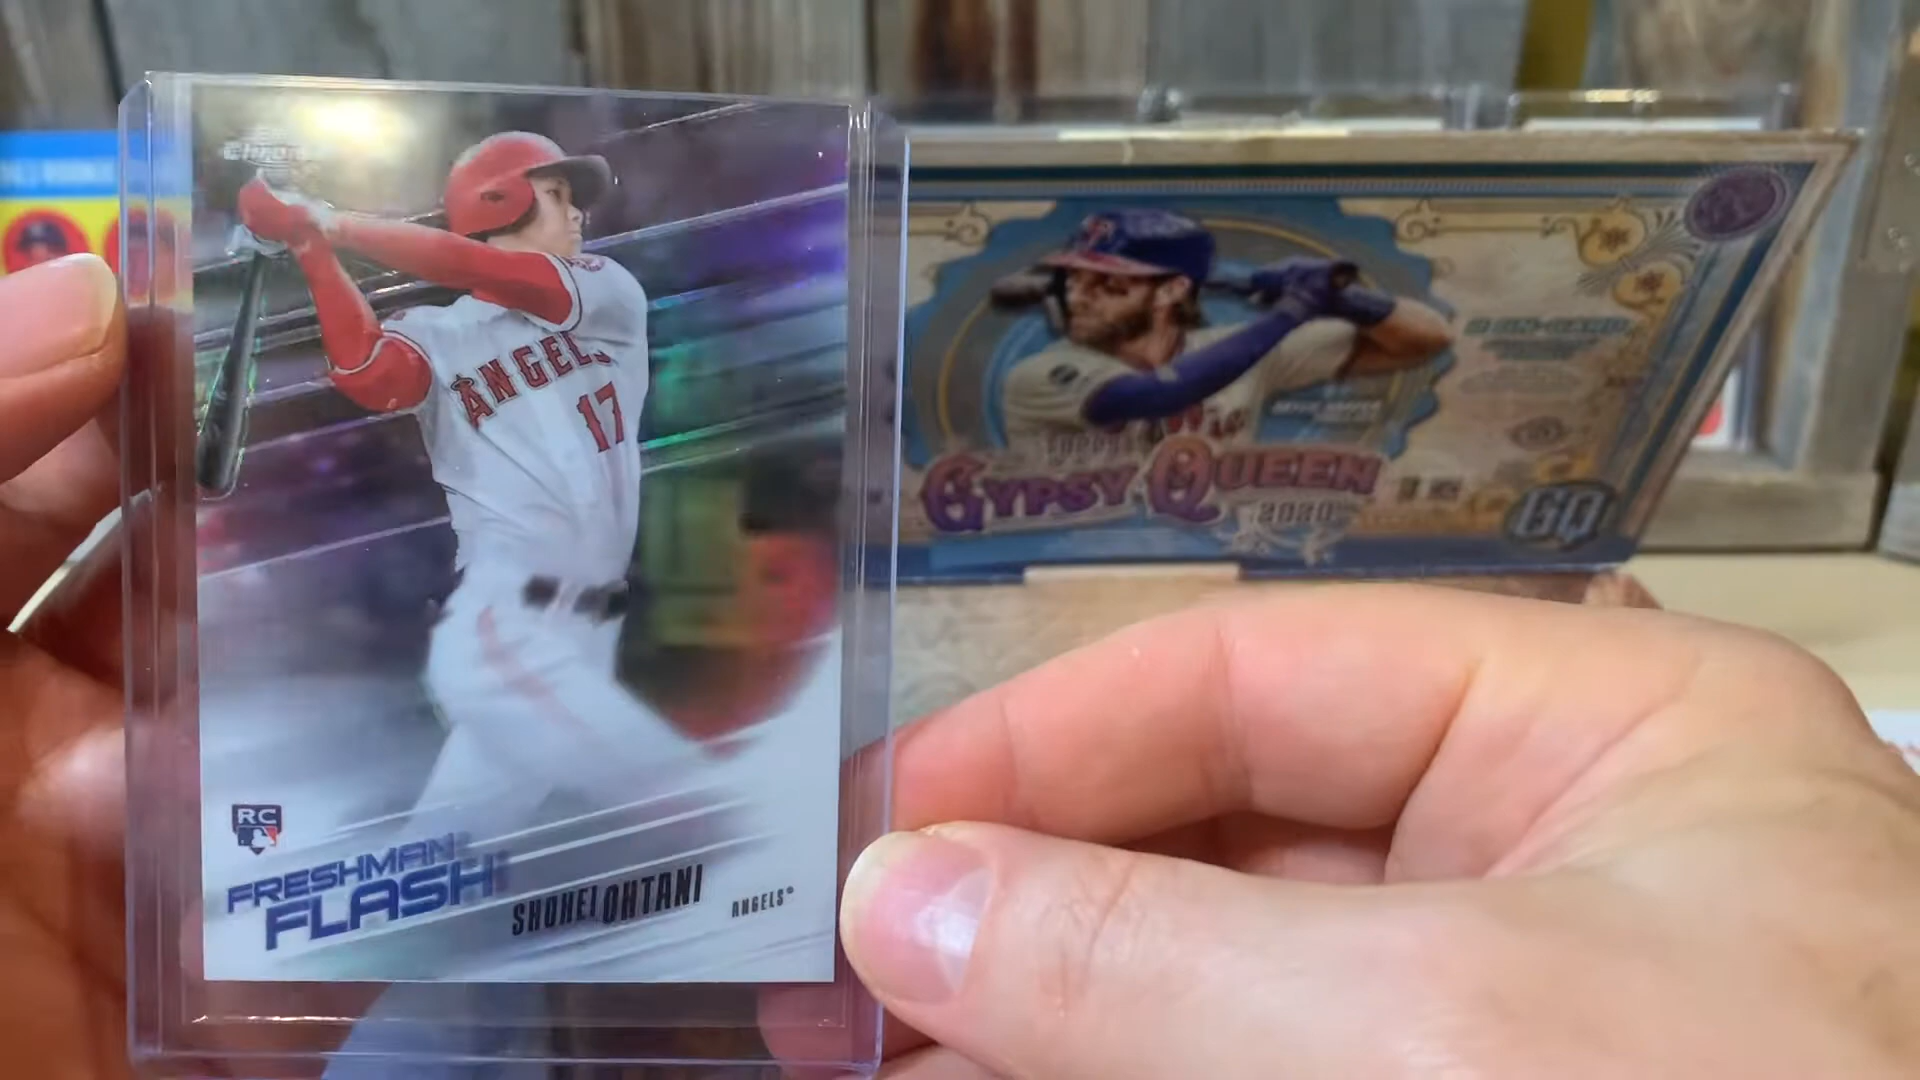 Chrome
ANGELS
17
RC
FRESHMAN
FLASH
SHOHEI OHTANI
ANGELS
TOPPS
GYPSY QUEEN
2020
GQ